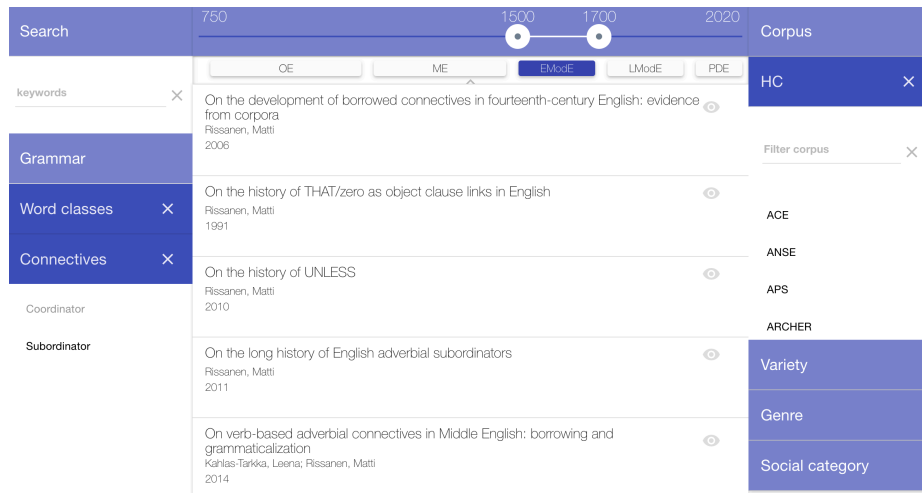 Search
keywords
Grammar
Word classes
Connectives
Coordinator
Subordinator
750 1500 1700 2020
OE ME EModE LModE PDE
On the development of borrowed connectives in fourteenth-century English: evidence
from corpora
Rissanen, Matti
2006
On the history of THAT/zero as object clause links in English
Rissanen, Matti
1991
On the history of UNLESS
Rissanen, Matti
2010
On the long history of English adverbial subordinators
Rissanen, Matti
2011
On verb-based adverbial connectives in Middle English: borrowing and
grammaticalization
Kahlas-Tarkka, Leena; Rissanen, Matti
2014
Corpus
HC
Filter corpus
ACE
ANSE
APS
ARCHER
Variety
Genre
Social category